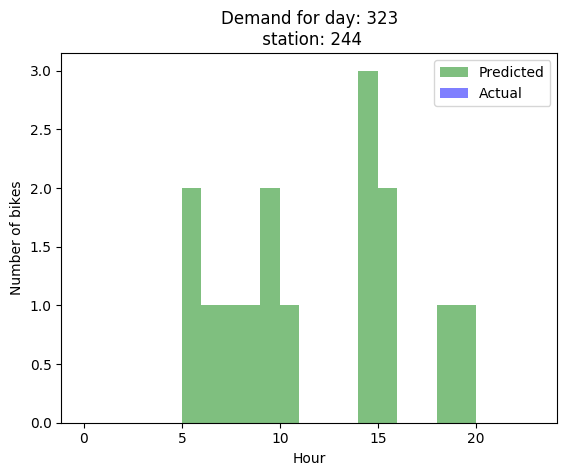 Demand for day: 323
station: 244
Predicted
Actual
3.0
2.5
2.0
1.5
1.0
0.5
0.0
Number of bikes
0 5 10 15 20
Hour